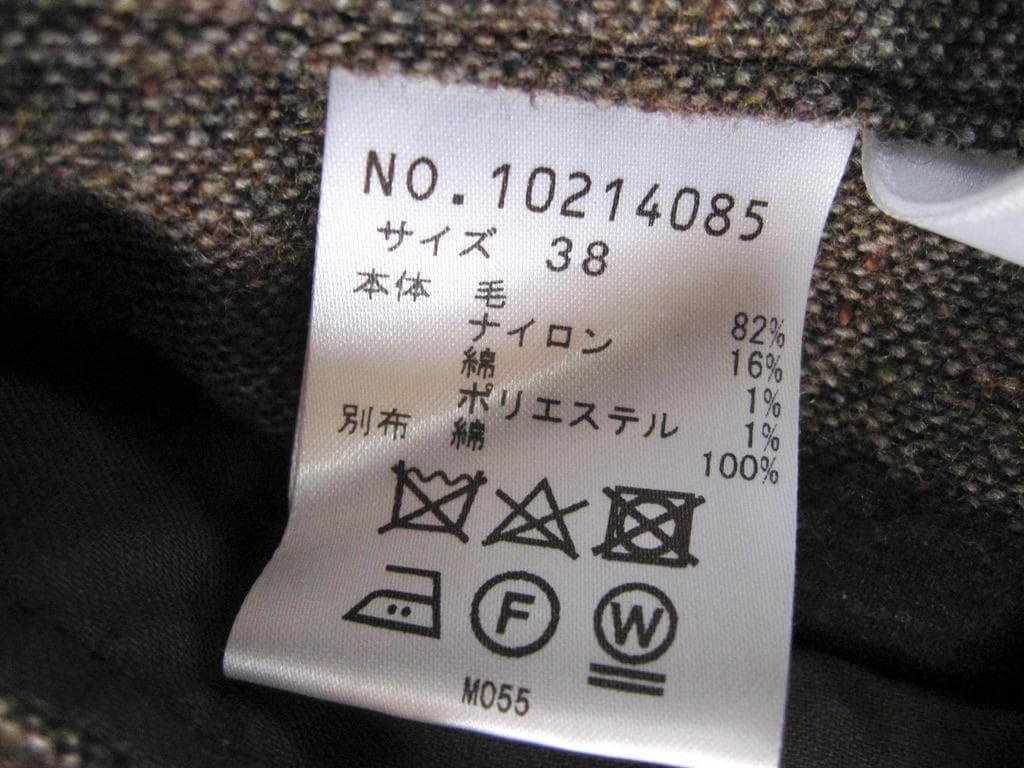 NO.10214085
サイズ 38
本体 毛 82%
ナイロン 16%
綿 1%
ポリエステル 1%
別布 綿 100%
F W
M055